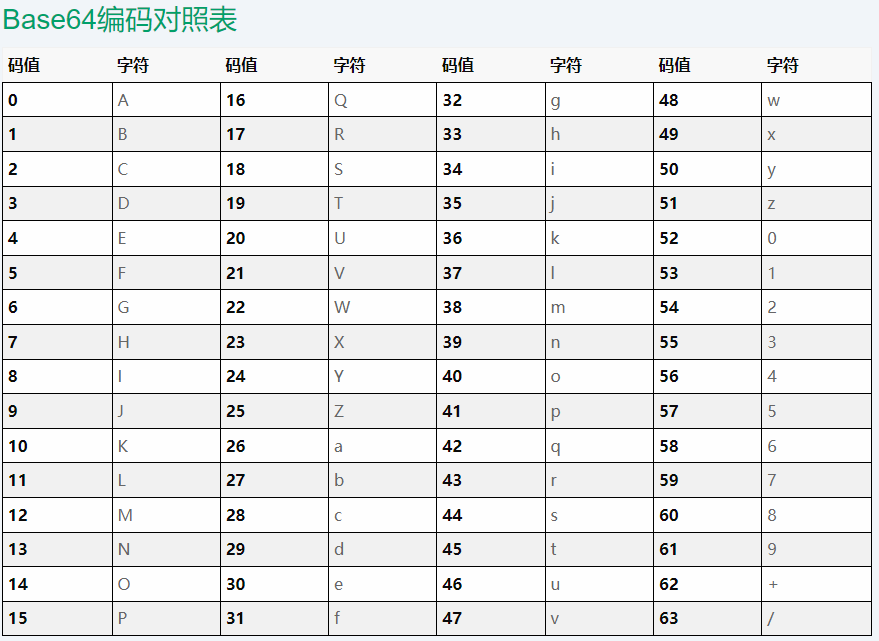 Base64编码对照表
码值 字符 码值 字符 码值 字符 码值 字符
0 A 16 Q 32 g 48 w
1 B 17 R 33 h 49 x
2 C 18 S 34 i 50 y
3 D 19 T 35 j 51 z
4 E 20 U 36 k 52 0
5 F 21 V 37 l 53 1
6 G 22 W 38 m 54 2
7 H 23 X 39 n 55 3
8 I 24 Y 40 o 56 4
9 J 25 Z 41 p 57 5
10 K 26 a 42 q 58 6
11 L 27 b 43 r 59 7
12 M 28 c 44 s 60 8
13 N 29 d 45 t 61 9
14 O 30 e 46 u 62 +
15 P 31 f 47 v 63 /